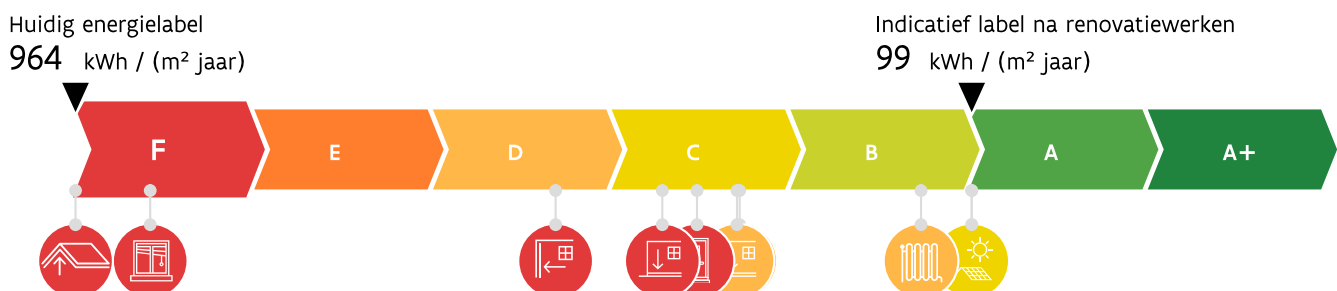 Huidig energielabel
964 kWh / (m² jaar)
Indicatief label na renovatiewerken
99 kWh / (m² jaar)
F E D C B A A+